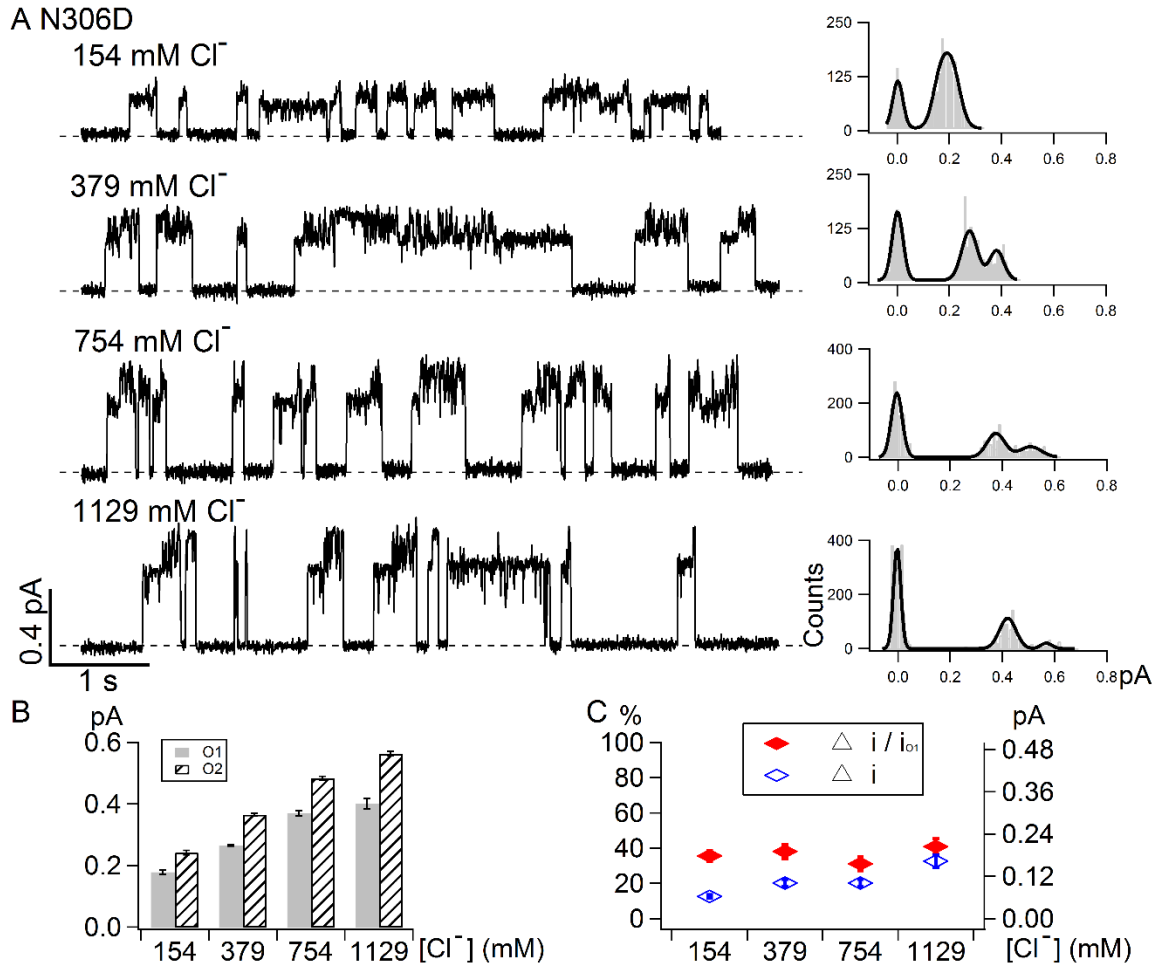 A N306D
154 mM Cl⁻
250
125
0
0.0 0.2 0.4 0.6 0.8
379 mM Cl⁻
250
125
0
0.0 0.2 0.4 0.6 0.8
754 mM Cl⁻
400
200
0
0.0 0.2 0.4 0.6 0.8
1129 mM Cl⁻
400
200
0
Counts
0.0 0.2 0.4 0.6 0.8 pA
0.4 pA
1 s
B pA
0.6
0.4
0.2
0.0
O1
O2
154 379 754 1129 [Cl⁻] (mM)
C % pA
100
80
60
40
20
0
△ i / i_O1
△ i
0.48
0.36
0.24
0.12
0.00
154 379 754 1129 [Cl⁻] (mM)